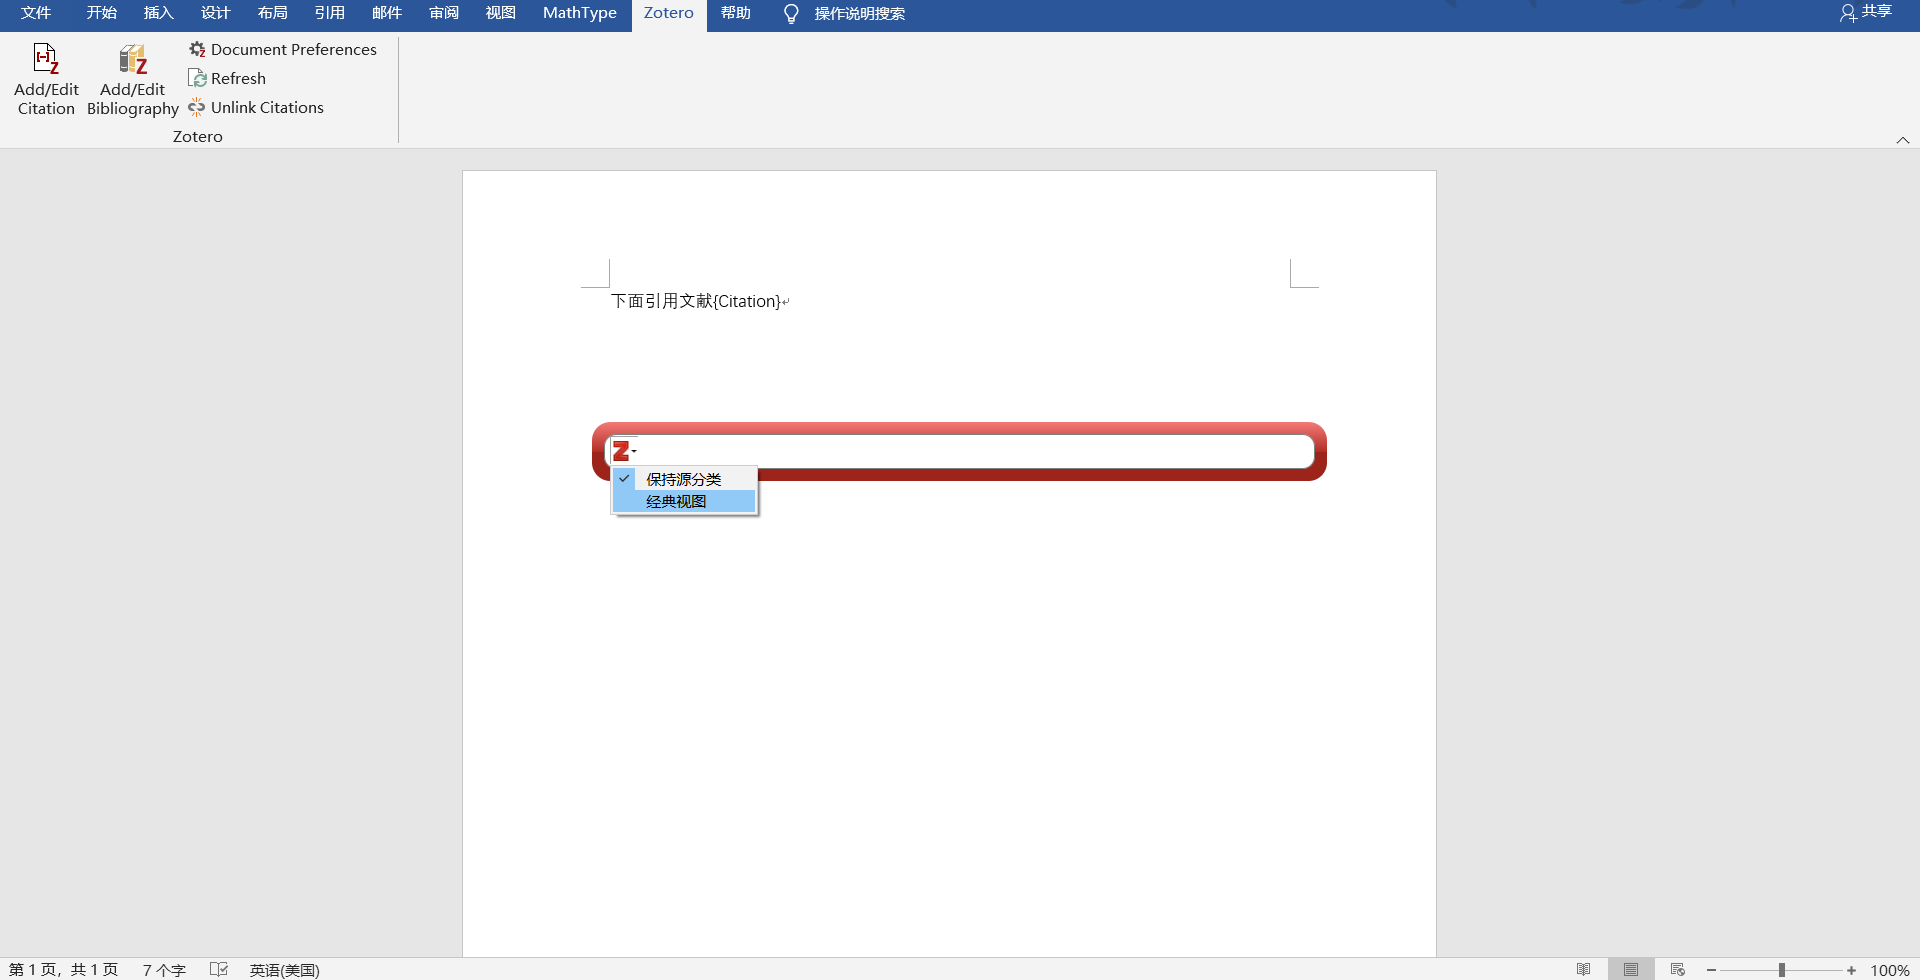 文件 开始 插入 设计 布局 引用 邮件 审阅 视图 MathType Zotero 帮助 操作说明搜索 共享
Add/Edit Citation
Add/Edit Bibliography
Document Preferences
Refresh
Unlink Citations
Zotero
下面引用文献{Citation}↵
Z
保持源分类
经典视图
第 1 页，共 1 页 7 个字 英语(美国) 100%